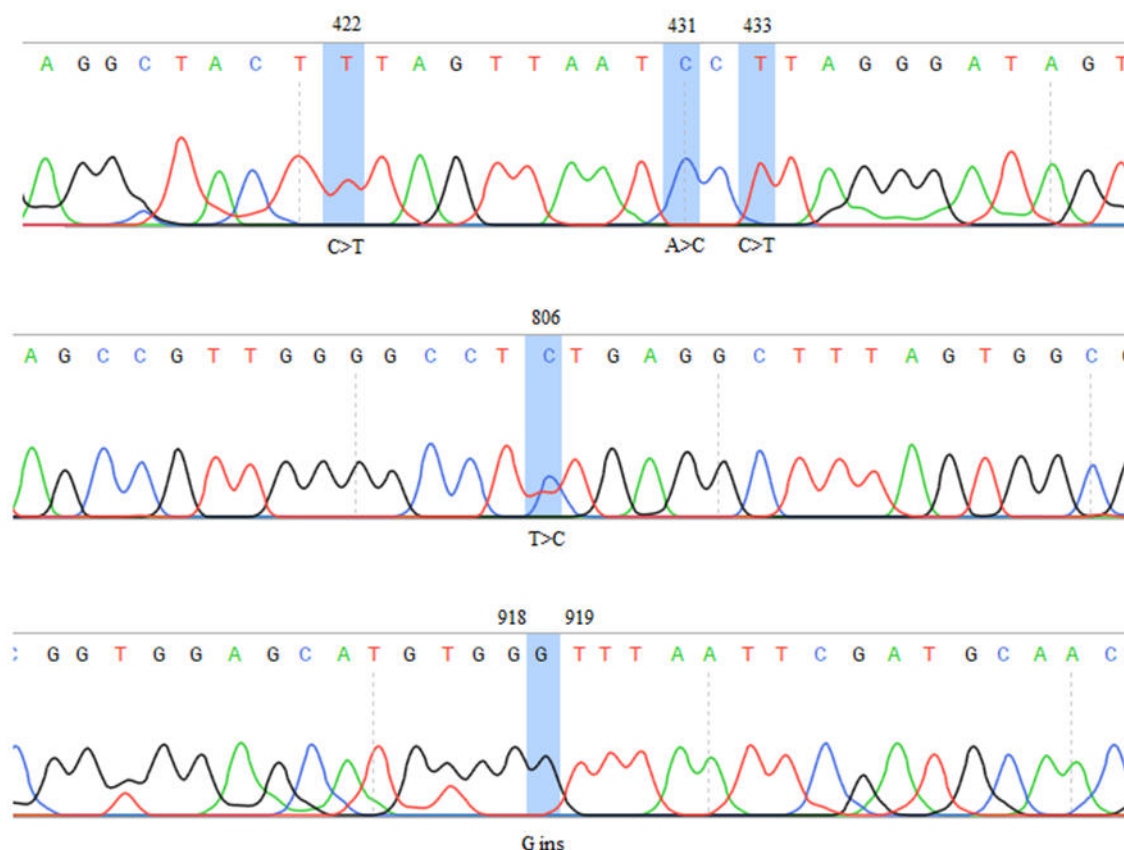 422 431 433
A G G C T A C T T T A G T T A A T C C T T A G G G A T A G T
C>T A>C C>T
806
A G C C G T T G G G G C C T C T G A G G C T T T A G T G G C
T>C
918 919
C G G T G G A G C A T G T G G G T T T A A T T C G A T G C A A C
G ins